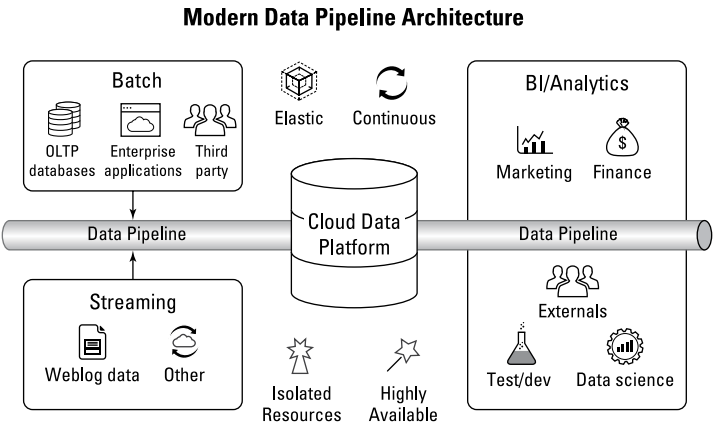 Modern Data Pipeline Architecture
Batch
OLTP
databases
Enterprise
applications
Third
party
Elastic
Continuous
BI/Analytics
Marketing
Finance
$
Data Pipeline
Cloud Data
Platform
Data Pipeline
Streaming
Weblog data
Other
Isolated
Resources
Highly
Available
Externals
Test/dev
Data science